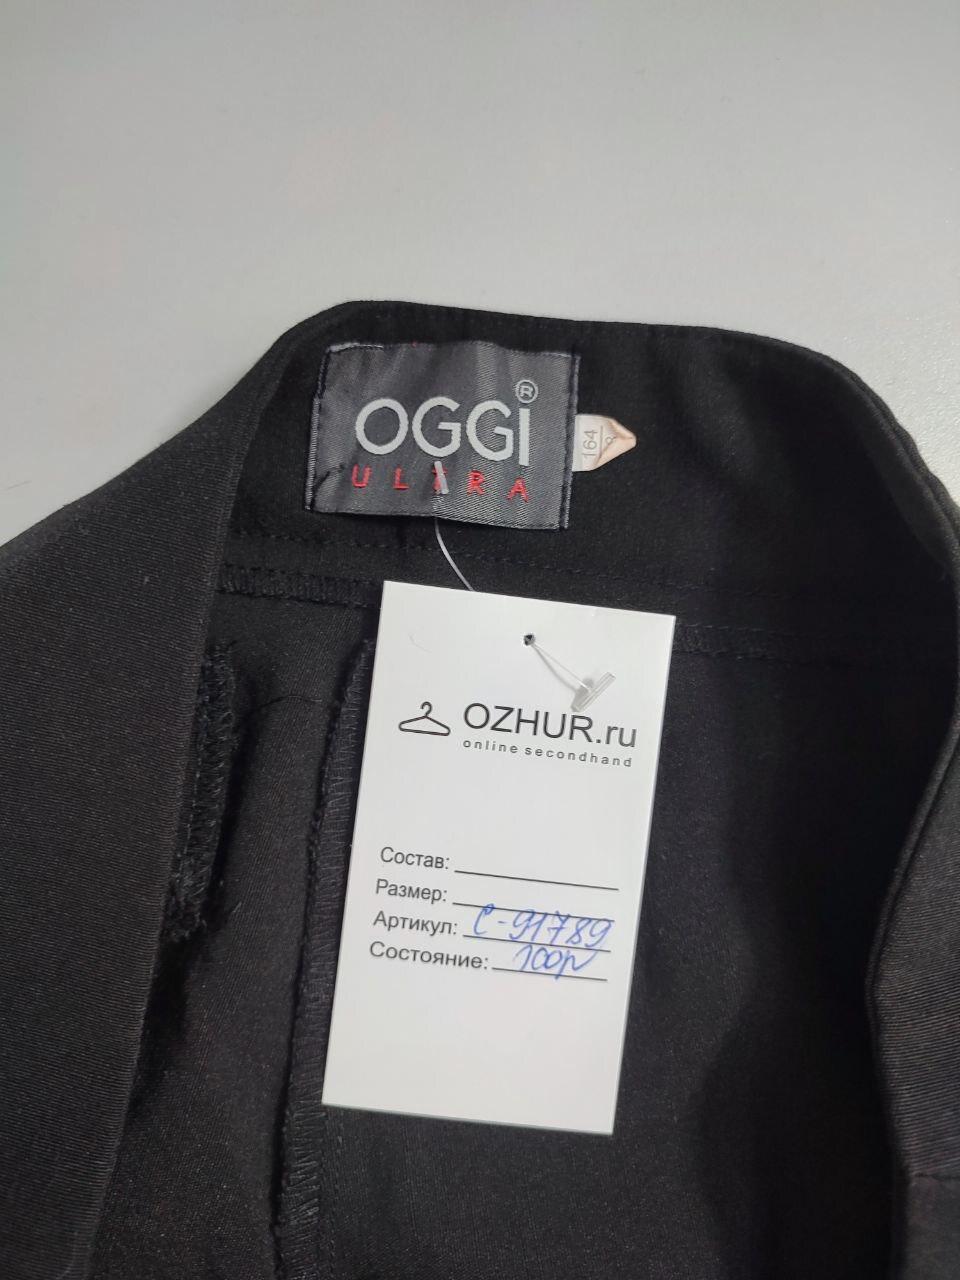 OGGI ®
ULTRA
164
OZHUR.ru
online secondhand
Состав:
Размер:
Артикул: С-91789
Состояние: 100р